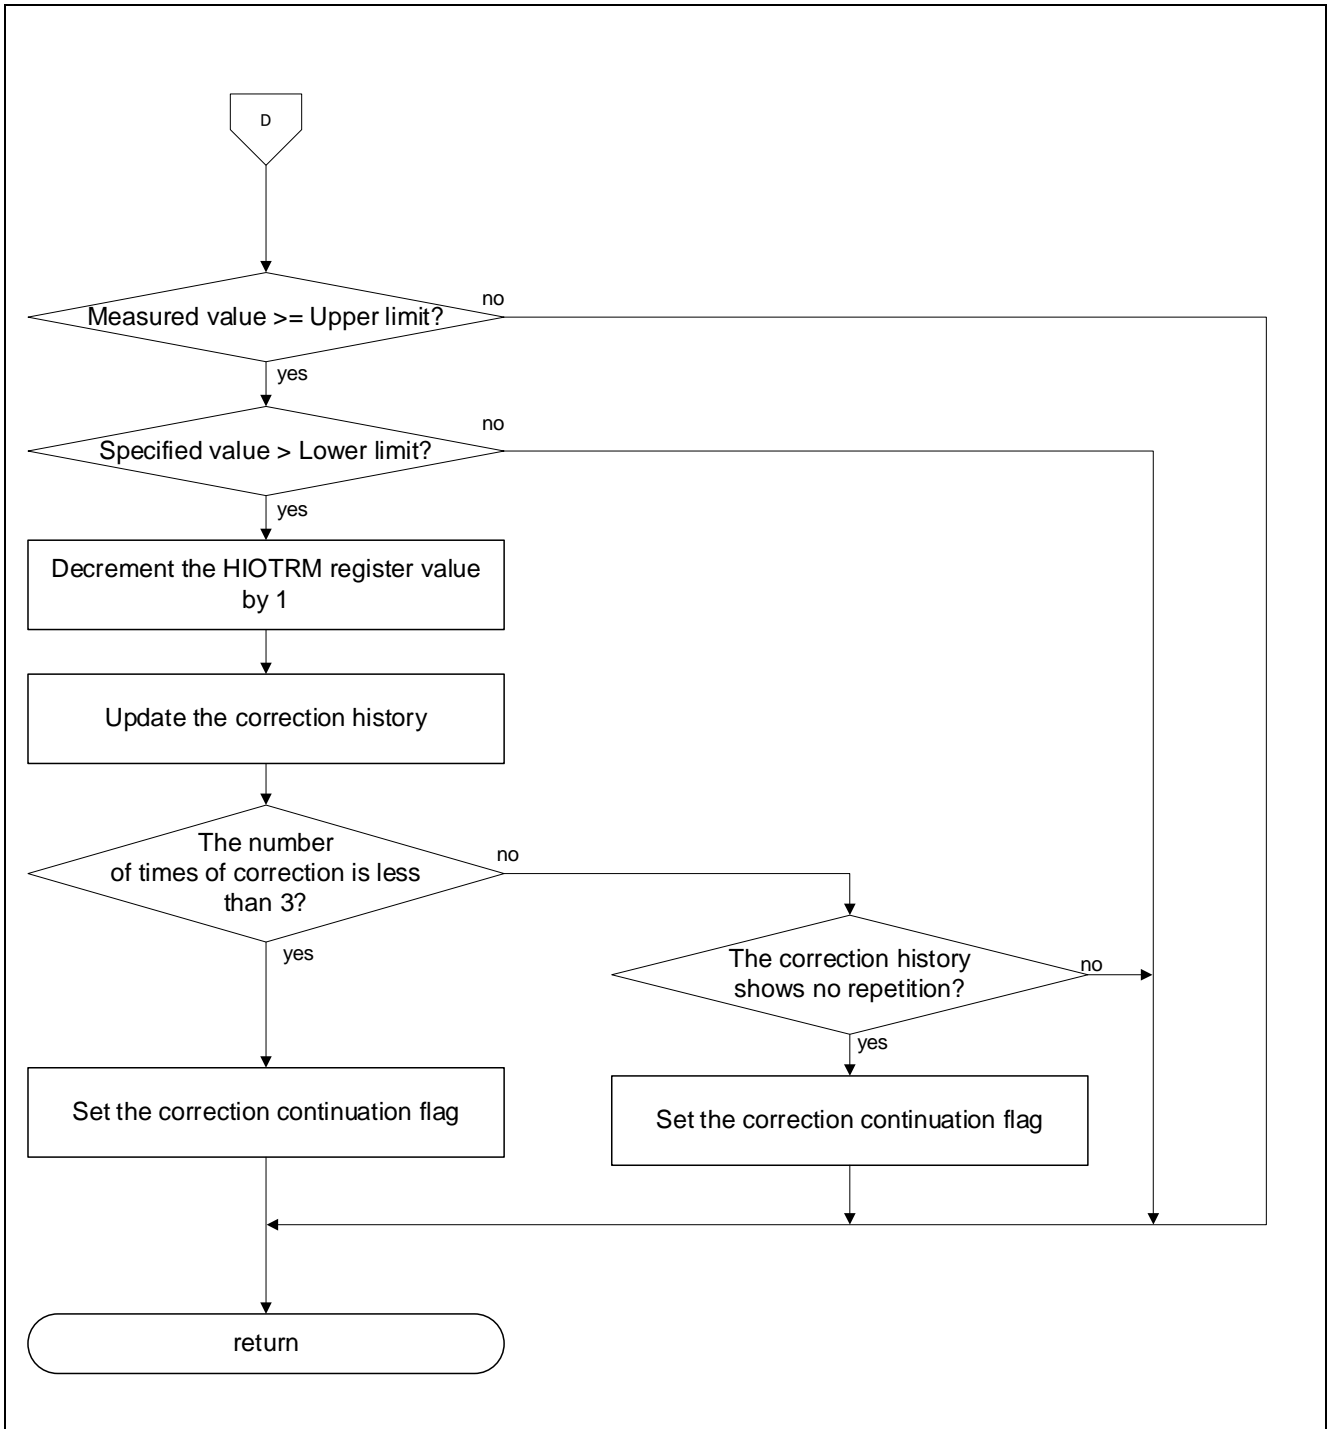 D
Measured value >= Upper limit?
no
yes
Specified value > Lower limit?
no
yes
Decrement the HIOTRM register value
by 1
Update the correction history
The number
of times of correction is less
than 3?
no
yes
The correction history
shows no repetition?
no
yes
Set the correction continuation flag
Set the correction continuation flag
return